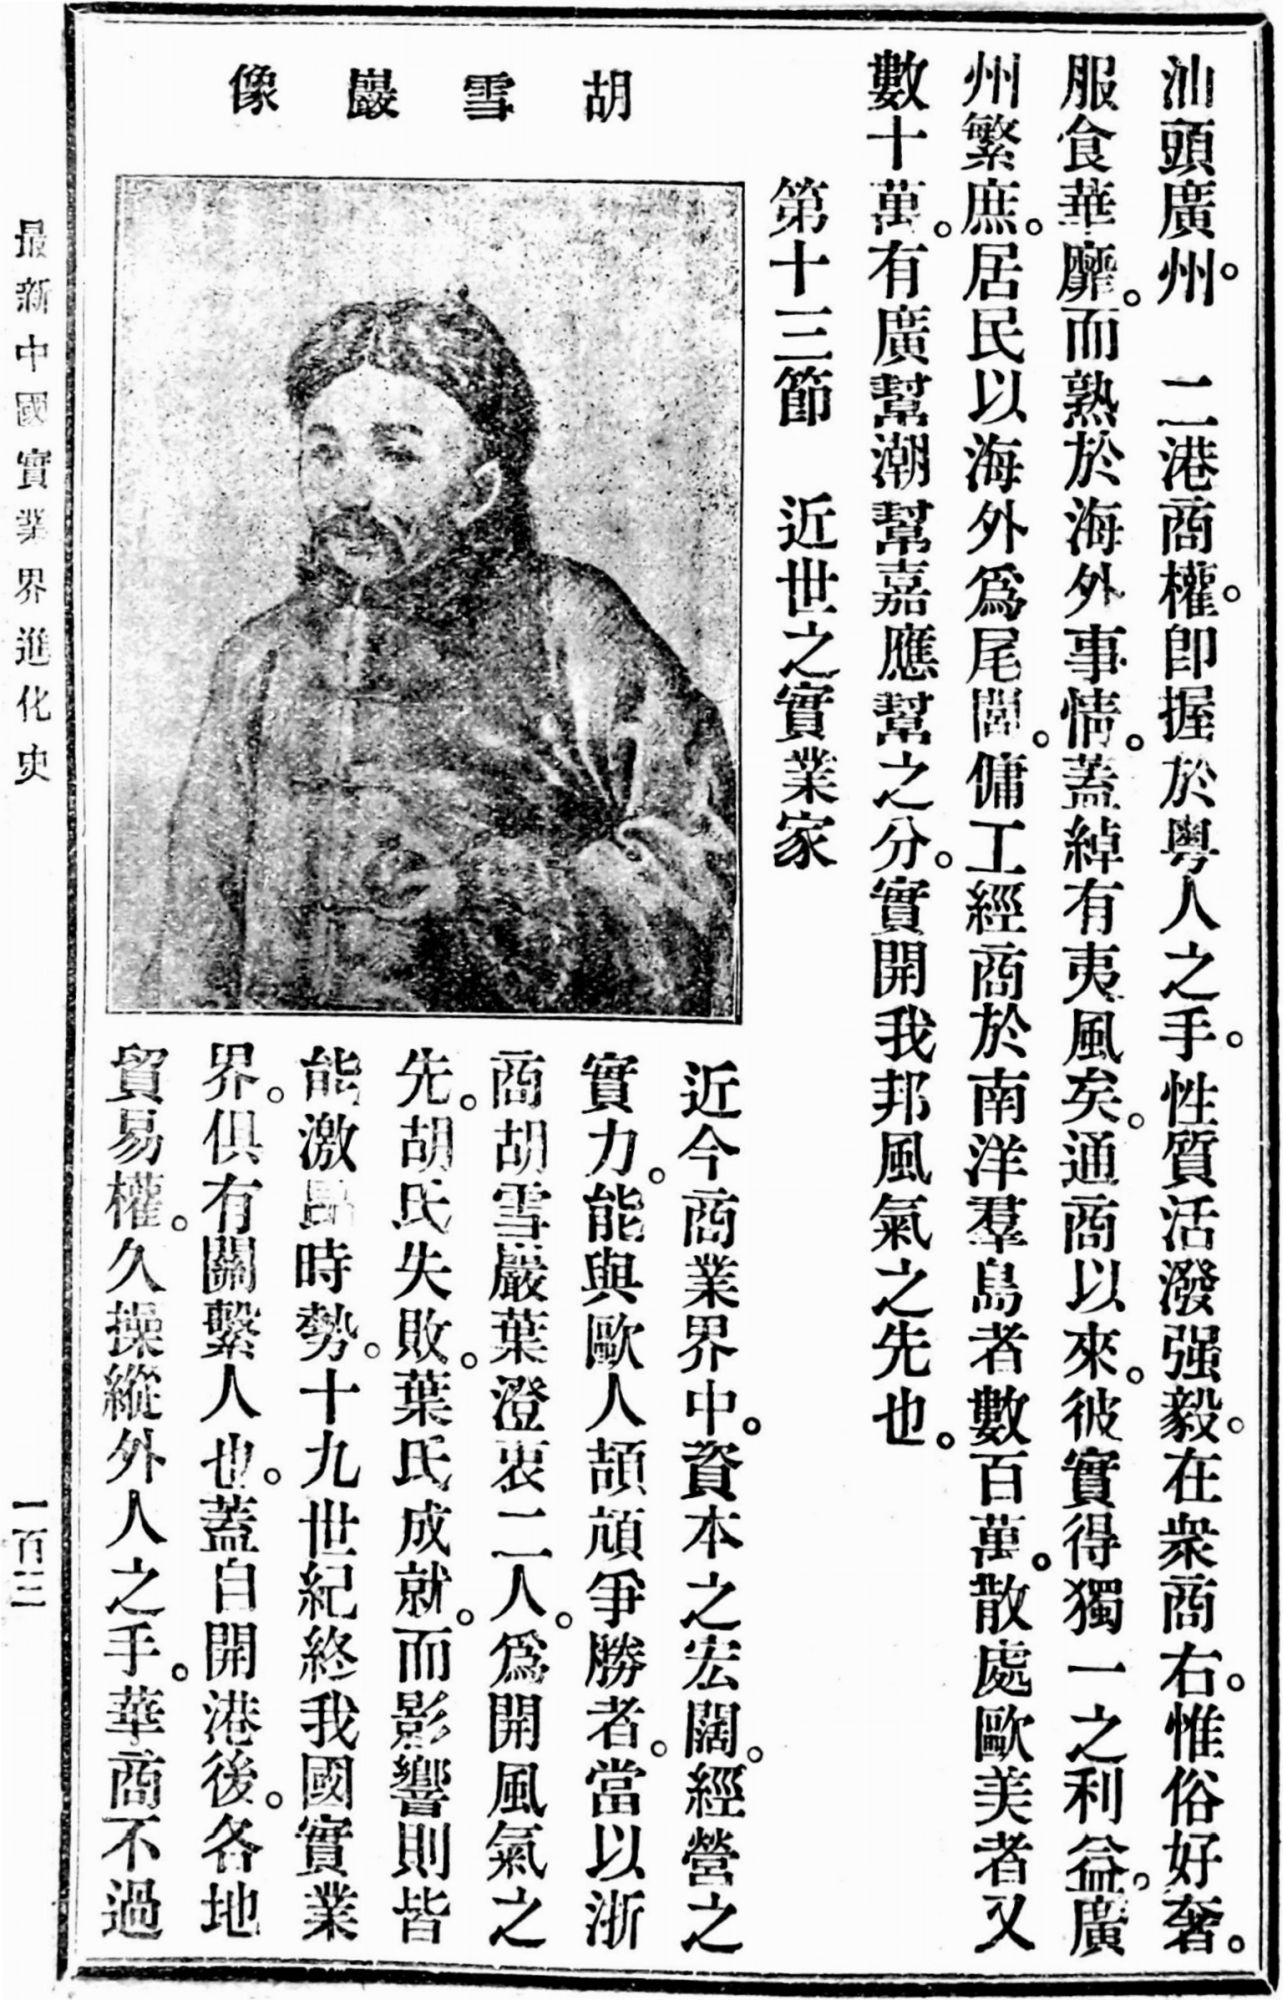 汕頭廣州。　二港商權。卽握於粤人之手。性質活潑强毅。在衆商右。惟俗好奢。
服食華靡。而熟於海外事情。蓋綽有夷風矣。通商以來。彼實得獨一之利益。廣
州繁庶。居民以海外爲尾閭。傭工經商於南洋羣島者數百萬。散處歐美者又
數十萬。有廣幫潮幫嘉應幫之分。實開我邦風氣之先也。
第十三節　近世之實業家
胡雪巖像
近今商業界中。資本之宏闊。經營之
實力。能與歐人頡頏爭勝者。當以浙
商胡雪巖葉澄衷二人。爲開風氣之
先。胡氏失敗。葉氏成就。而影響則皆
能激昂時勢。十九世紀終我國實業
界。俱有關繫人也。蓋自開港後。各地
貿易權。久操縱外人之手。華商不過
最新中國實業界進化史
一百三